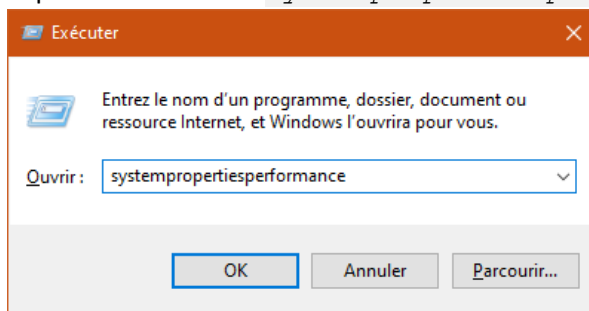 Exécuter
Entrez le nom d'un programme, dossier, document ou
ressource Internet, et Windows l'ouvrira pour vous.
Ouvrir : systempropertiesperformance
OK Annuler Parcourir...